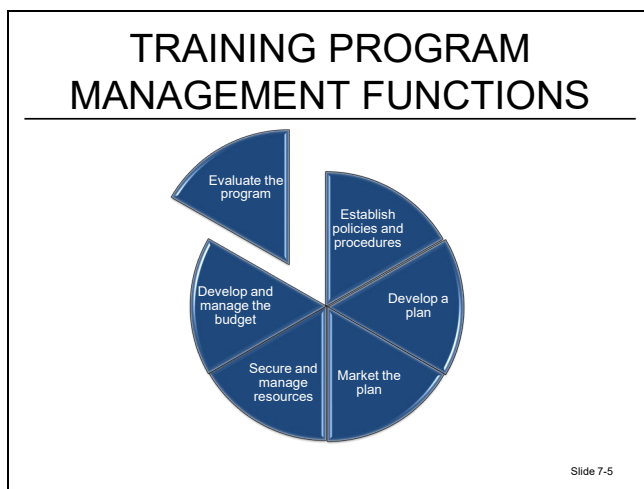 TRAINING PROGRAM
MANAGEMENT FUNCTIONS
Evaluate the
program
Establish
policies and
procedures
Develop a
plan
Market the
plan
Secure and
manage
resources
Develop and
manage the
budget
Slide 7-5